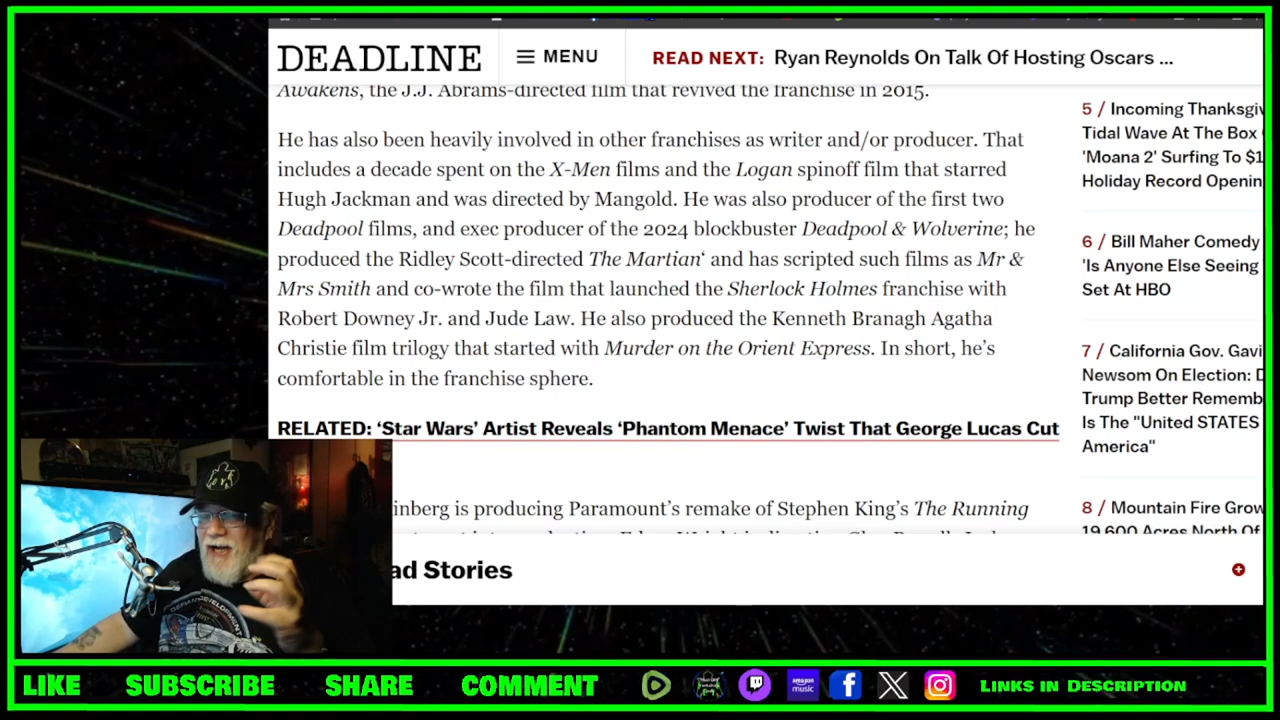 DEADLINE
MENU
READ NEXT: Ryan Reynolds On Talk Of Hosting Oscars ...
Awakens, the J.J. Abrams-directed film that revived the franchise in 2015.
He has also been heavily involved in other franchises as writer and/or producer. That
includes a decade spent on the X-Men films and the Logan spinoff film that starred
Hugh Jackman and was directed by Mangold. He was also producer of the first two
Deadpool films, and exec producer of the 2024 blockbuster Deadpool & Wolverine; he
produced the Ridley Scott-directed The Martian‘ and has scripted such films as Mr &
Mrs Smith and co-wrote the film that launched the Sherlock Holmes franchise with
Robert Downey Jr. and Jude Law. He also produced the Kenneth Branagh Agatha
Christie film trilogy that started with Murder on the Orient Express. In short, he’s
comfortable in the franchise sphere.
RELATED: ‘Star Wars’ Artist Reveals ‘Phantom Menace’ Twist That George Lucas Cut
inberg is producing Paramount’s remake of Stephen King’s The Running
ad Stories
5 / Incoming Thanksgiv
Tidal Wave At The Box
'Moana 2' Surfing To $1
Holiday Record Openin
6 / Bill Maher Comedy
'Is Anyone Else Seeing
Set At HBO
7 / California Gov. Gavi
Newsom On Election: D
Trump Better Rememb
Is The "United STATES
America"
8 / Mountain Fire Grow
19,600 Acres North Of
LIKE SUBSCRIBE SHARE COMMENT
amazon
music
LINKS IN DESCRIPTION